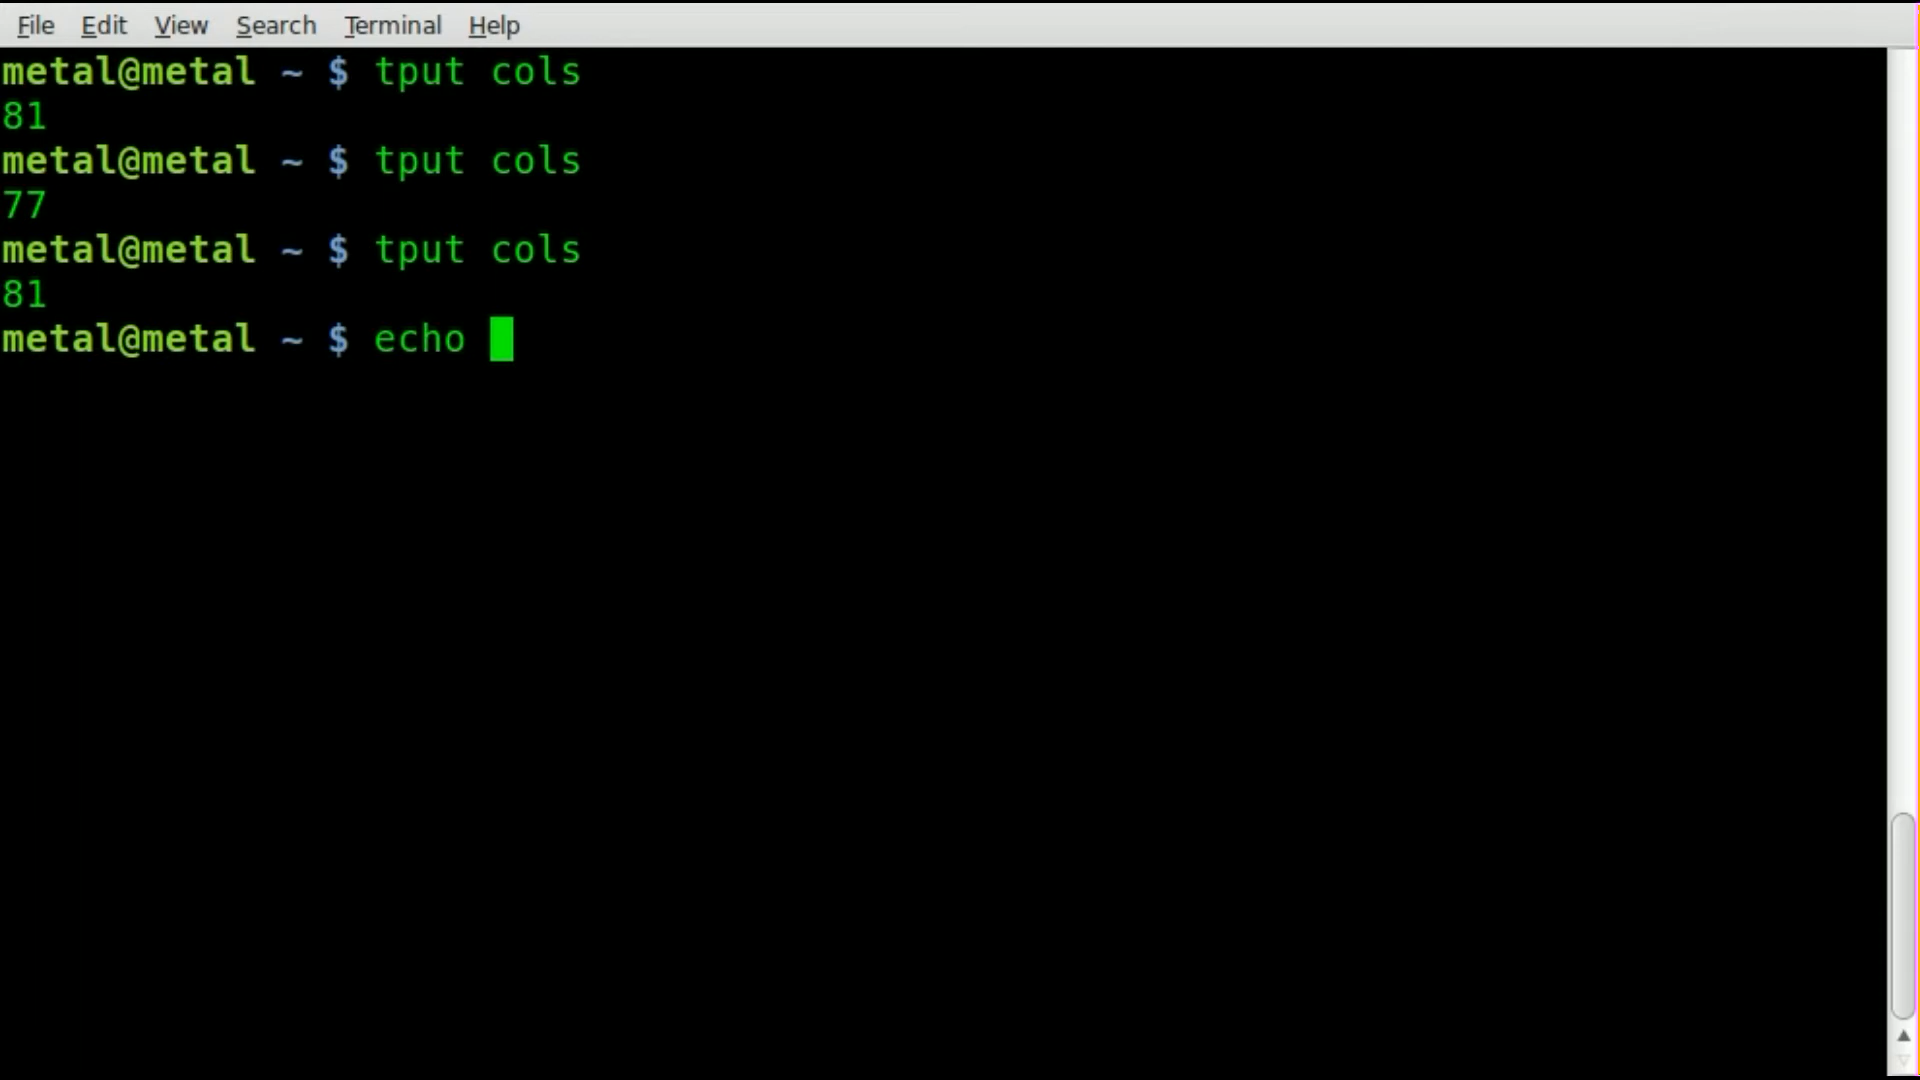 File Edit View Search Terminal Help
metal@metal ~ $ tput cols
81
metal@metal ~ $ tput cols
77
metal@metal ~ $ tput cols
81
metal@metal ~ $ echo